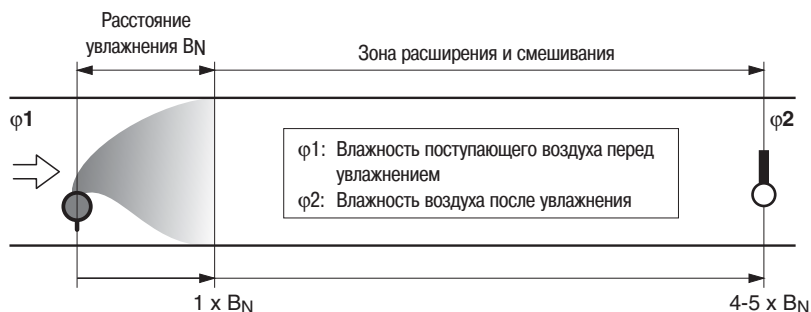 Расстояние
увлажнения BN
Зона расширения и смешивания
φ1
φ2
φ1: Влажность поступающего воздуха перед
увлажнением
φ2: Влажность воздуха после увлажнения
1 x BN
4-5 x BN